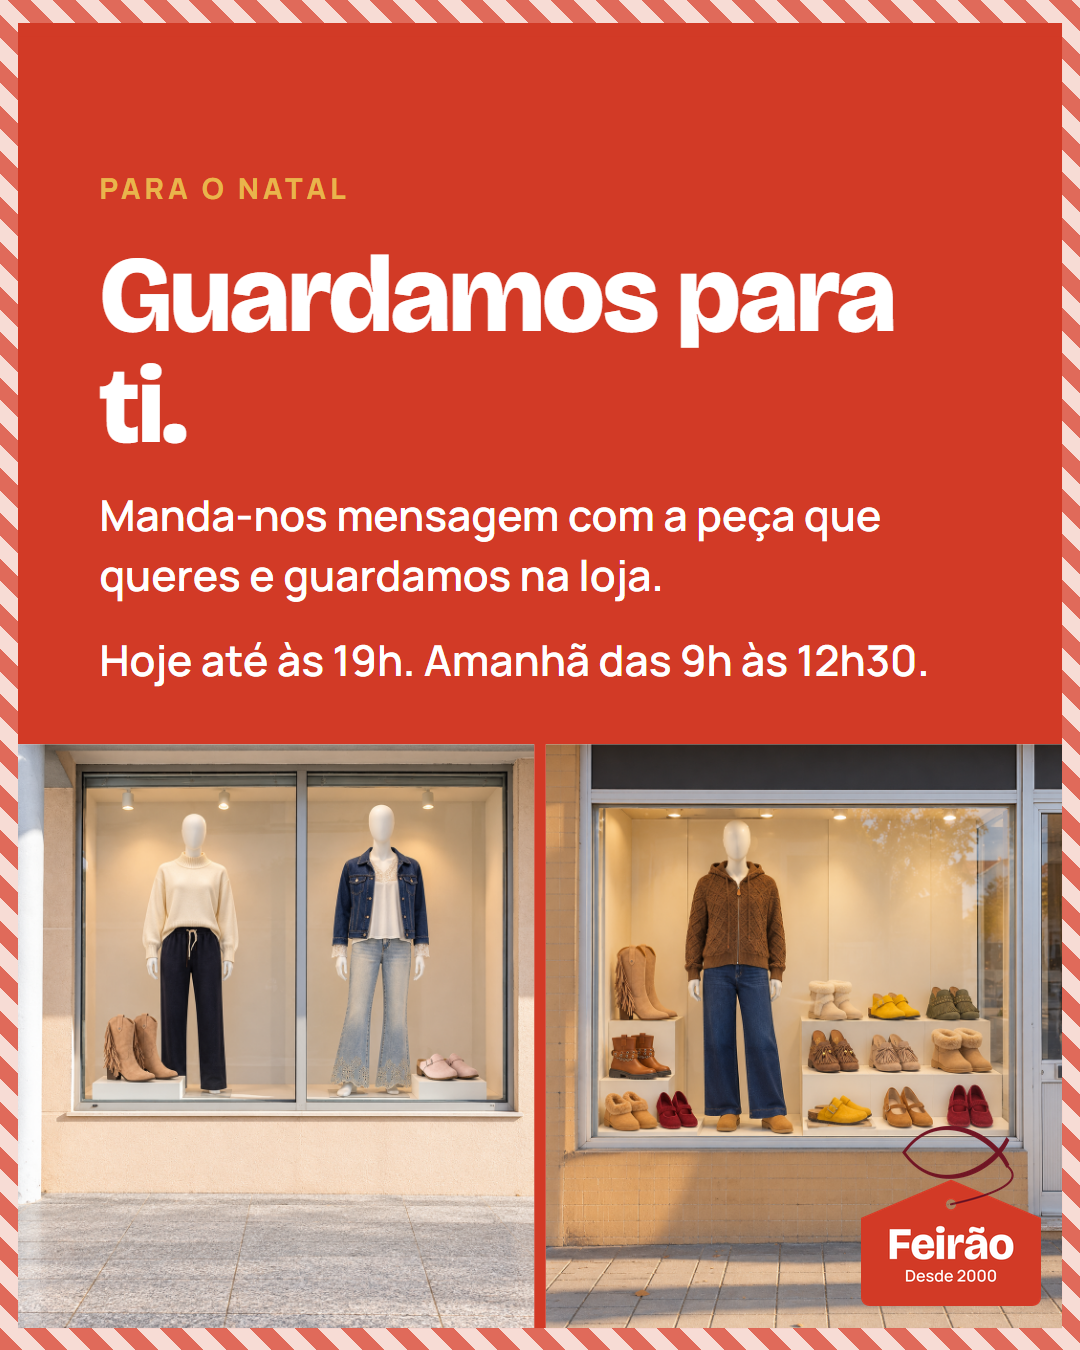 PARA O NATAL
Guardamos para
ti.
Manda-nos mensagem com a peça que
queres e guardamos na loja.
Hoje até às 19h. Amanhã das 9h às 12h30.
Feirão
Desde 2000